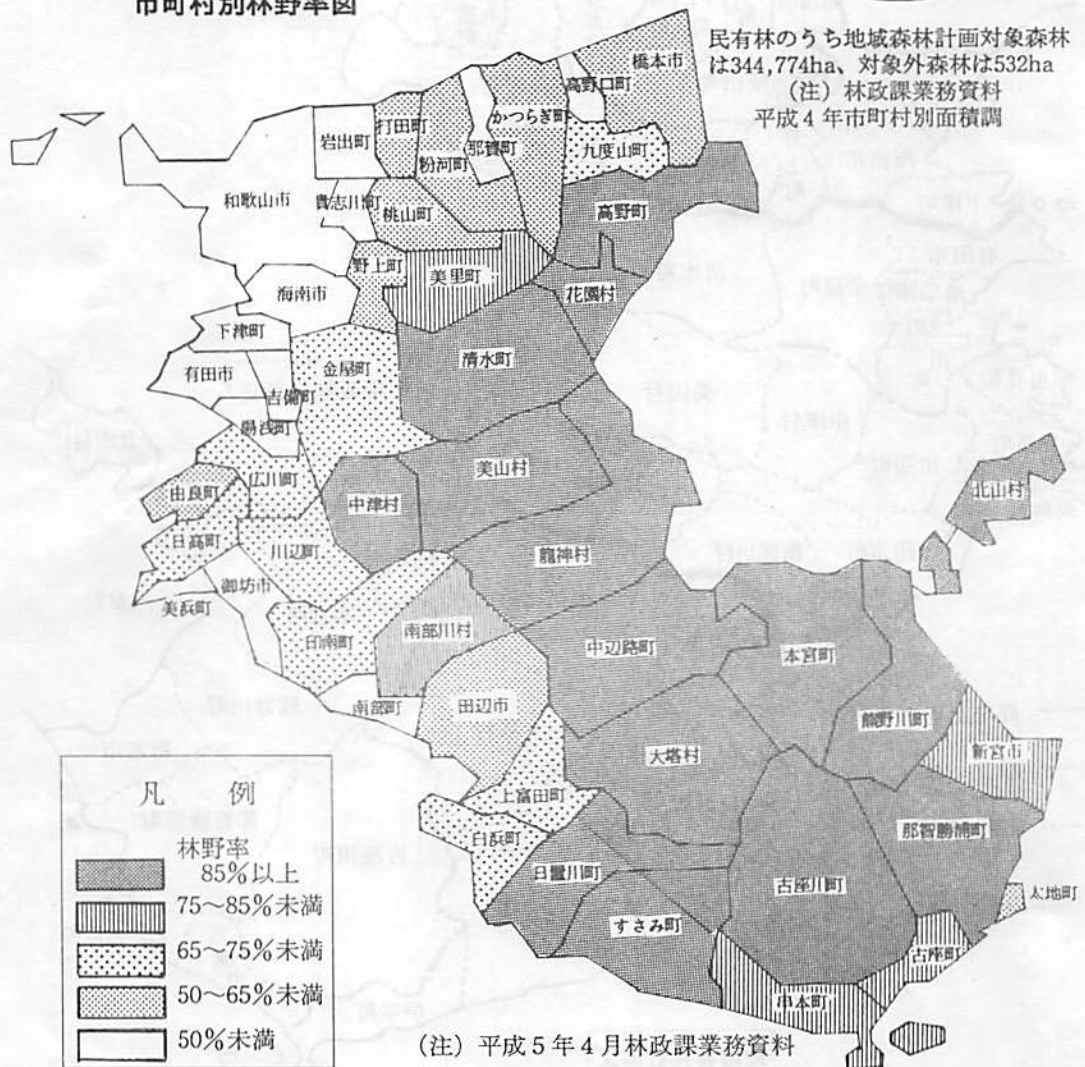 市町村別林野率図
民有林のうち地域森林計画対象森林
は344,774ha、対象外森林は532ha
(注) 林政課業務資料
平成4年市町村別面積調
橋本市
高野口町
かつらぎ町
那賀町
打田町
岩出町
粉河町
九度山町
和歌山市
貴志川町
桃山町
高野町
野上町
美里町
海南市
花園村
下津町
清水町
金屋町
有田市
吉備町
湯浅町
美山村
広川町
由良町
中津村
北山村
日高町
川辺町
龍神村
御坊市
美浜町
南部川村
印南町
中辺路町
本宮町
南部町
田辺市
熊野川町
大塔村
新宮市
上富田町
白浜町
那智勝浦町
日置川町
古座川町
太地町
すさみ町
古座町
串本町
凡例
林野率
85%以上
75～85%未満
65～75%未満
50～65%未満
50%未満
(注) 平成5年4月林政課業務資料